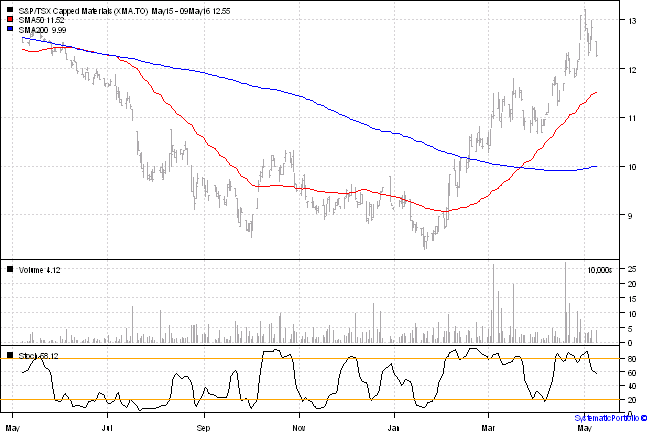 S&P/TSX Capped Materials (XMA.TO) May15 - 09May16 12.55
SMA50 11.52
SMA200 9.99
13
12
11
10
9
Volume 4.12
10,000s
25
20
15
10
5
0
Stoch 58.12
80
60
40
20
0
May
Jul
Sep
Nov
Jan
Mar
May
SystematicPortfolio ©